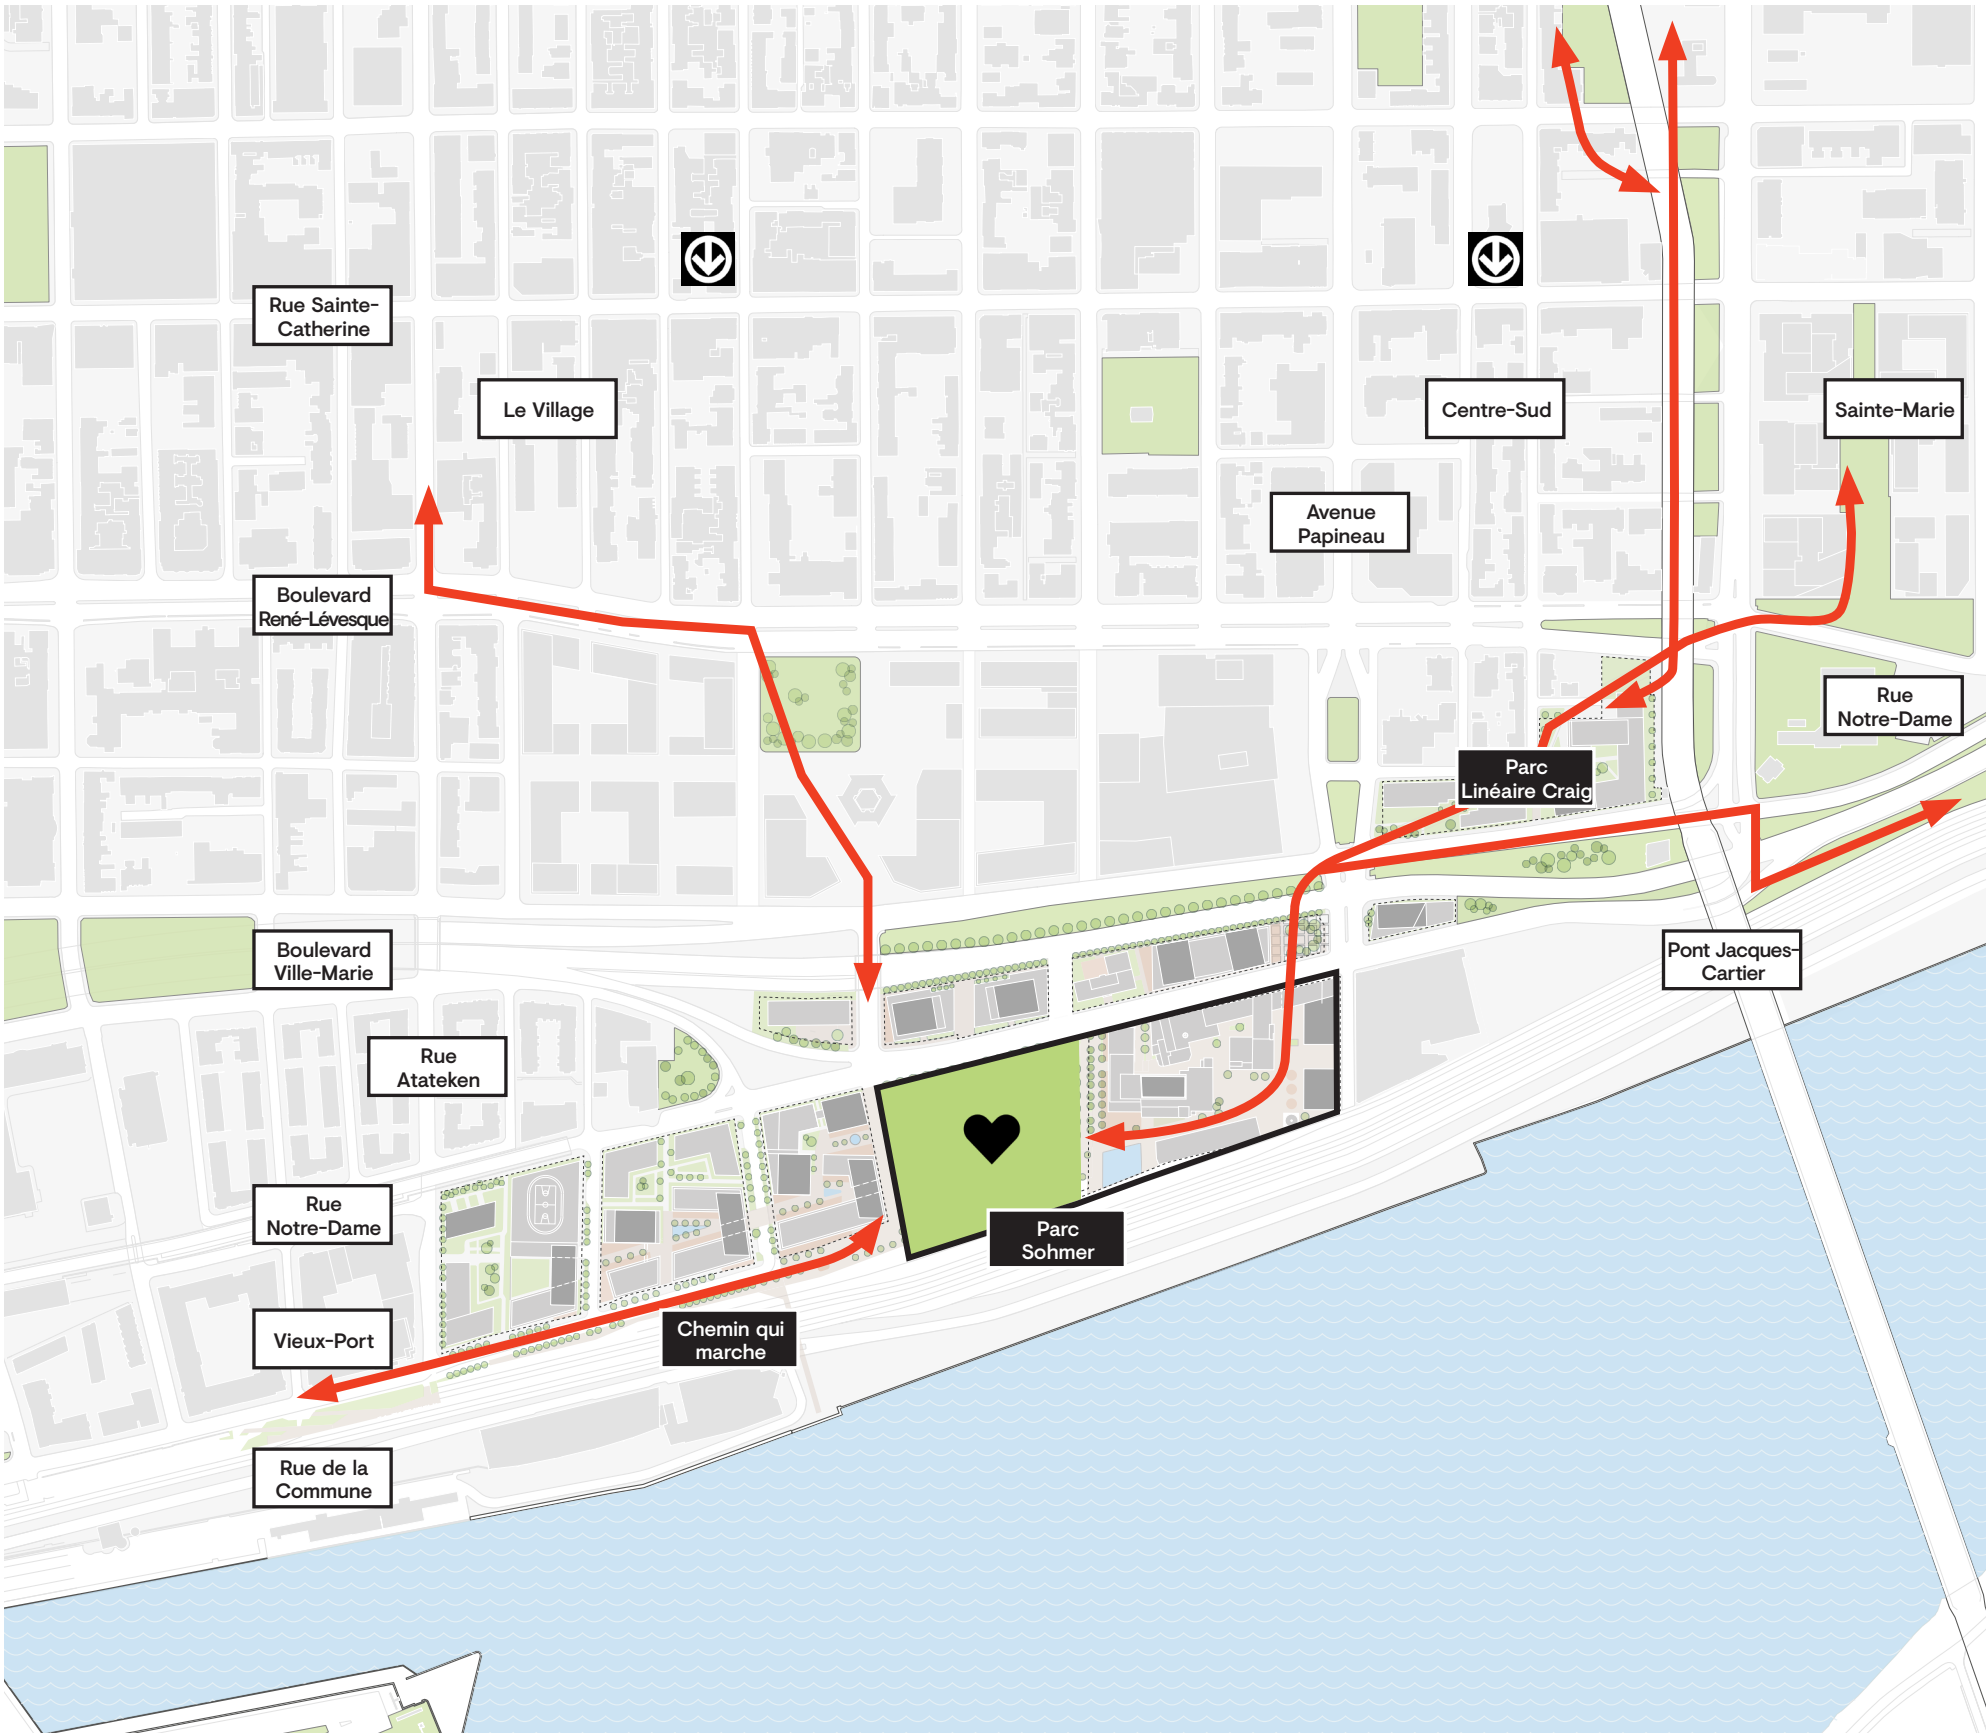 Rue Sainte-
Catherine
Le Village
Centre-Sud
Sainte-Marie
Avenue
Papineau
Boulevard
René-Lévesque
Rue
Notre-Dame
Parc
Linéaire Craig
Boulevard
Ville-Marie
Pont Jacques-
Cartier
Rue
Atateken
Rue
Notre-Dame
Parc
Sohmer
Vieux-Port
Chemin qui
marche
Rue de la
Commune